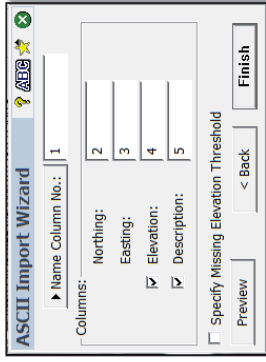 ASCII Import Wizard ? ABC
Name Column No.: 1
Columns:
Northing: 2
Easting: 3
Elevation: 4
Description: 5
Specify Missing Elevation Threshold
Preview < Back Finish